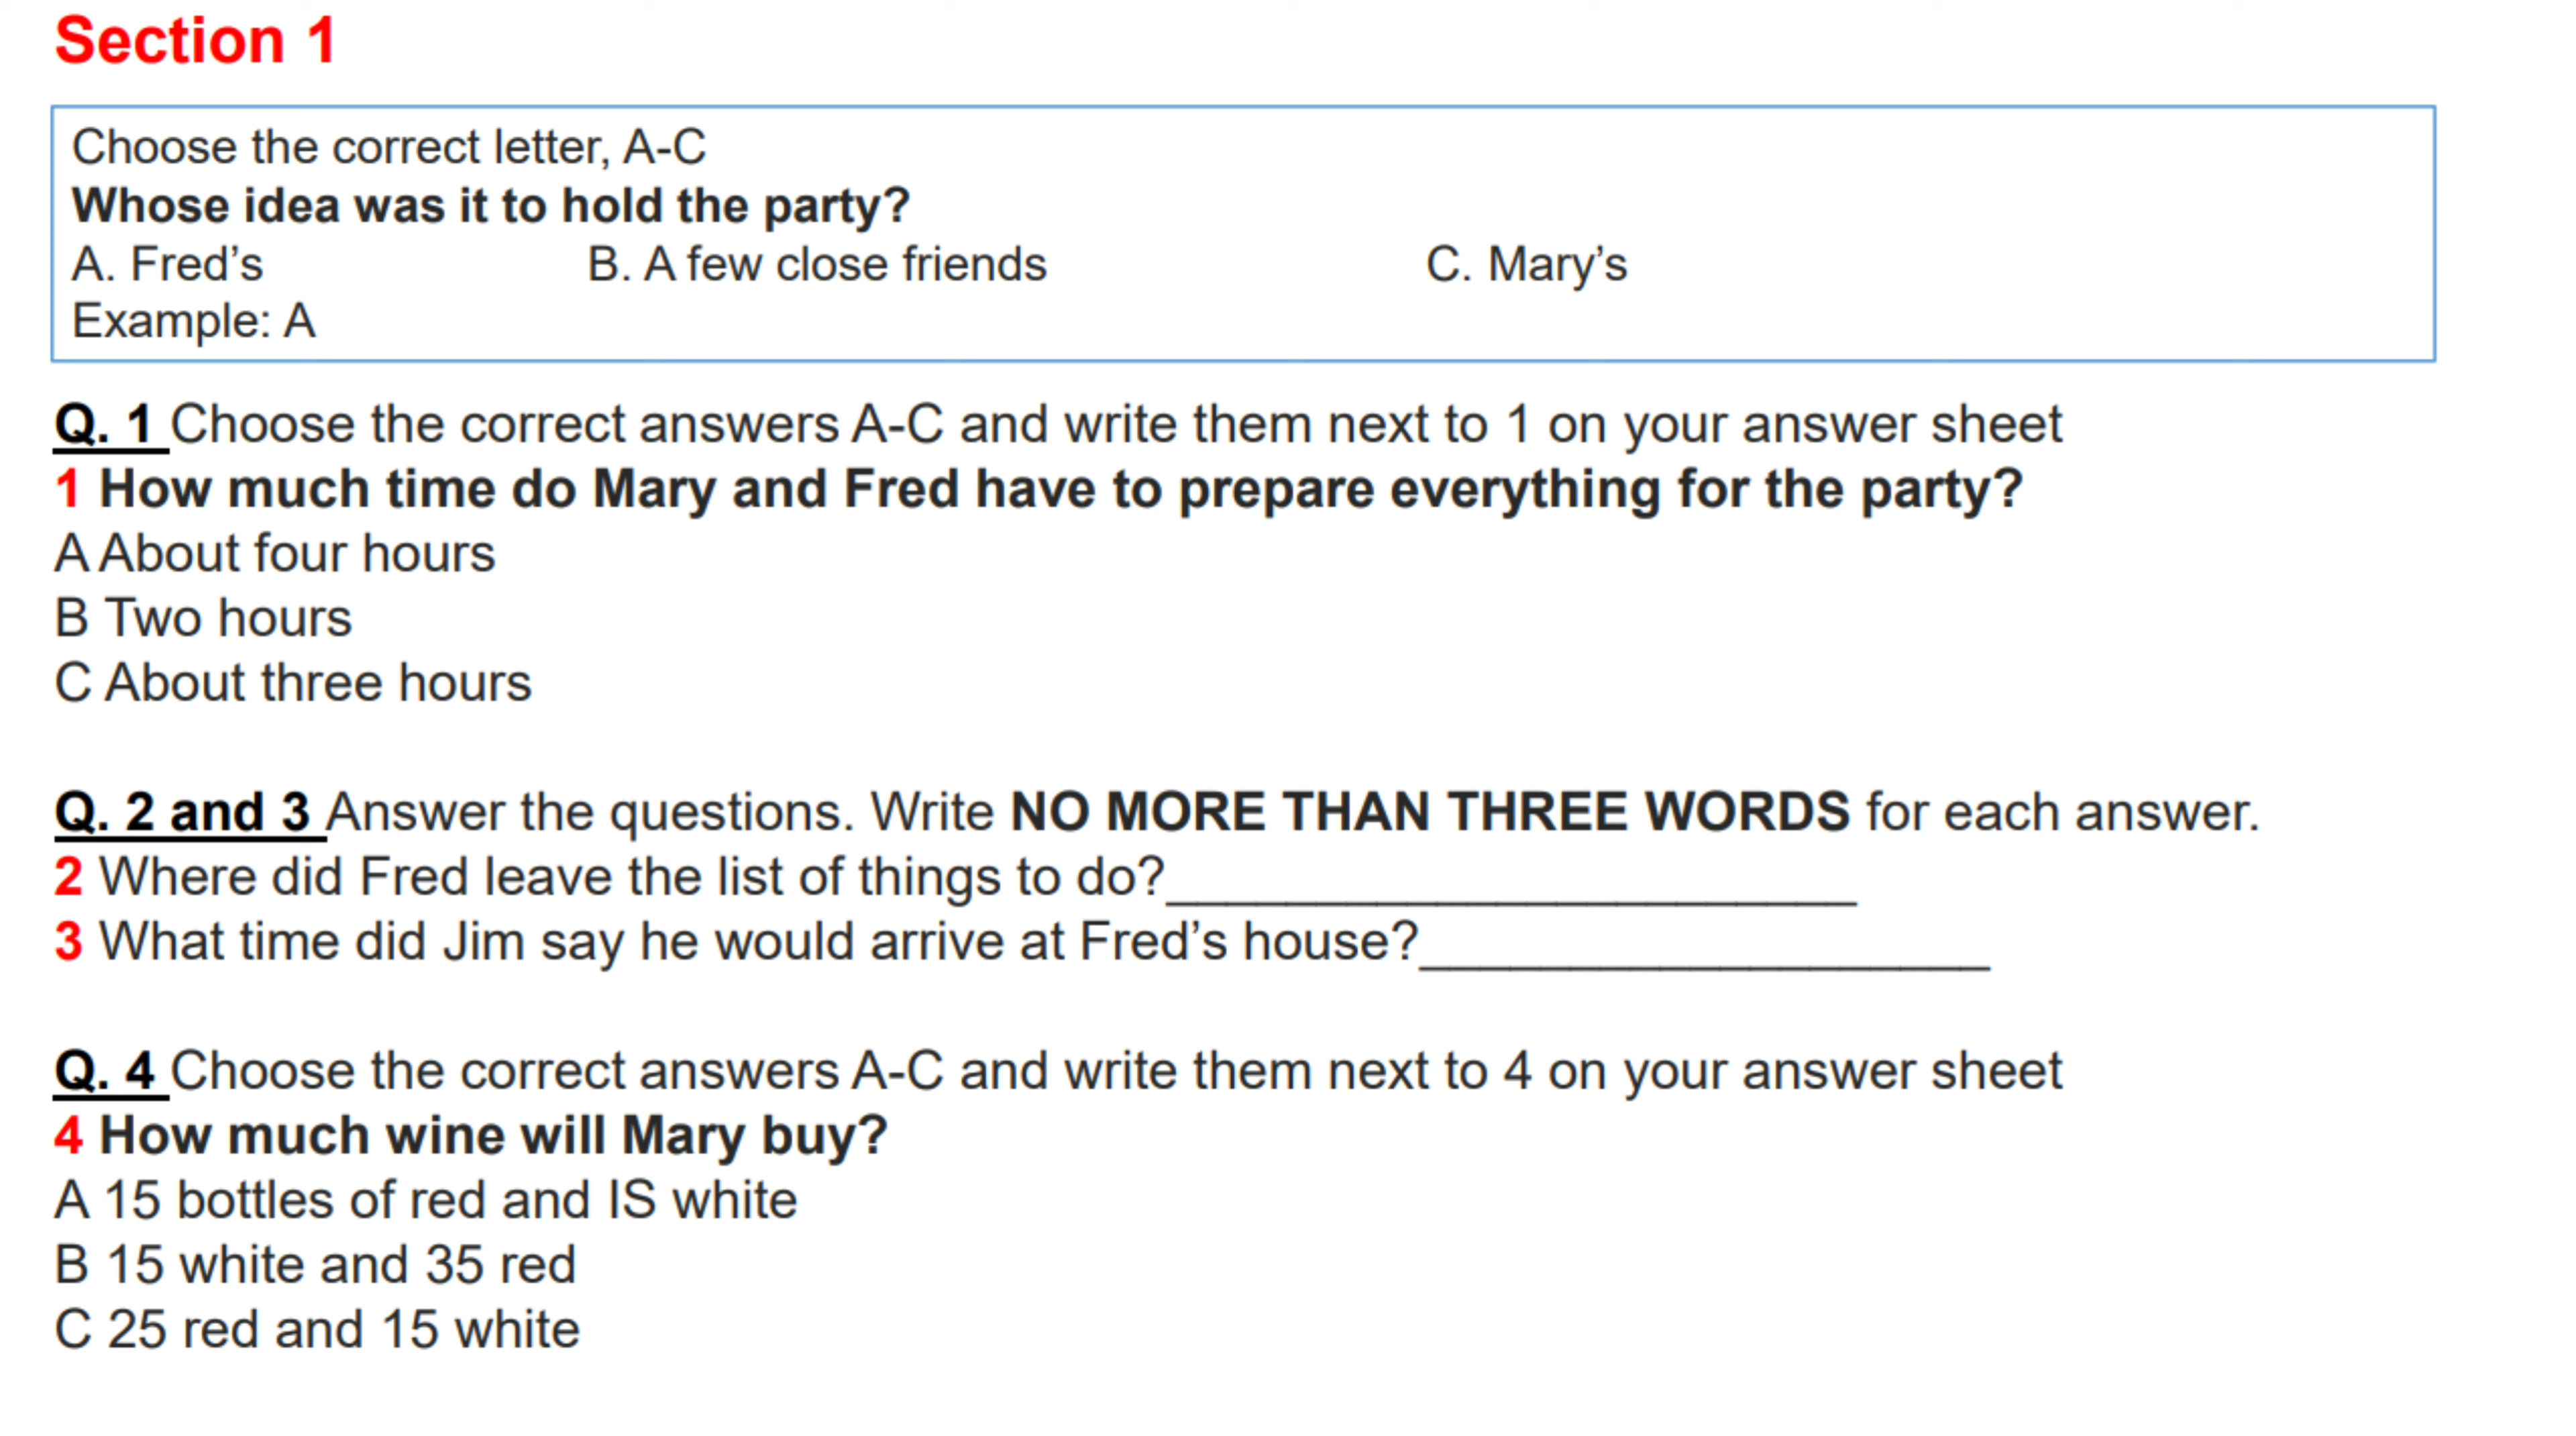 Section 1
Choose the correct letter, A-C
Whose idea was it to hold the party?
A. Fred’s B. A few close friends C. Mary’s
Example: A
Q. 1 Choose the correct answers A-C and write them next to 1 on your answer sheet
1 How much time do Mary and Fred have to prepare everything for the party?
A About four hours
B Two hours
C About three hours
Q. 2 and 3 Answer the questions. Write NO MORE THAN THREE WORDS for each answer.
2 Where did Fred leave the list of things to do?_______________________
3 What time did Jim say he would arrive at Fred’s house?___________________
Q. 4 Choose the correct answers A-C and write them next to 4 on your answer sheet
4 How much wine will Mary buy?
A 15 bottles of red and IS white
B 15 white and 35 red
C 25 red and 15 white